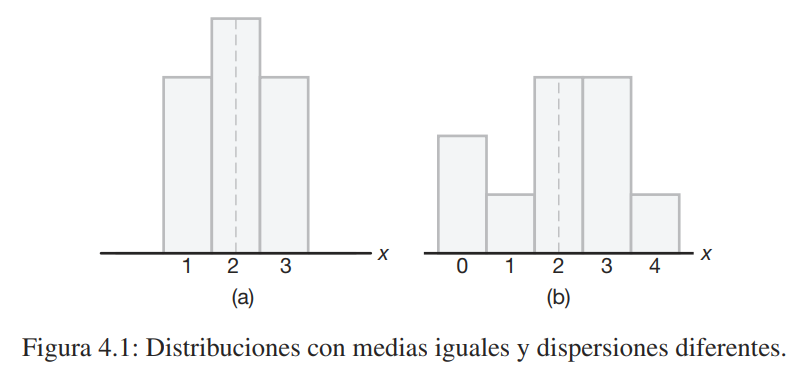 x
1 2 3
(a)
x
0 1 2 3 4
(b)
Figura 4.1: Distribuciones con medias iguales y dispersiones diferentes.